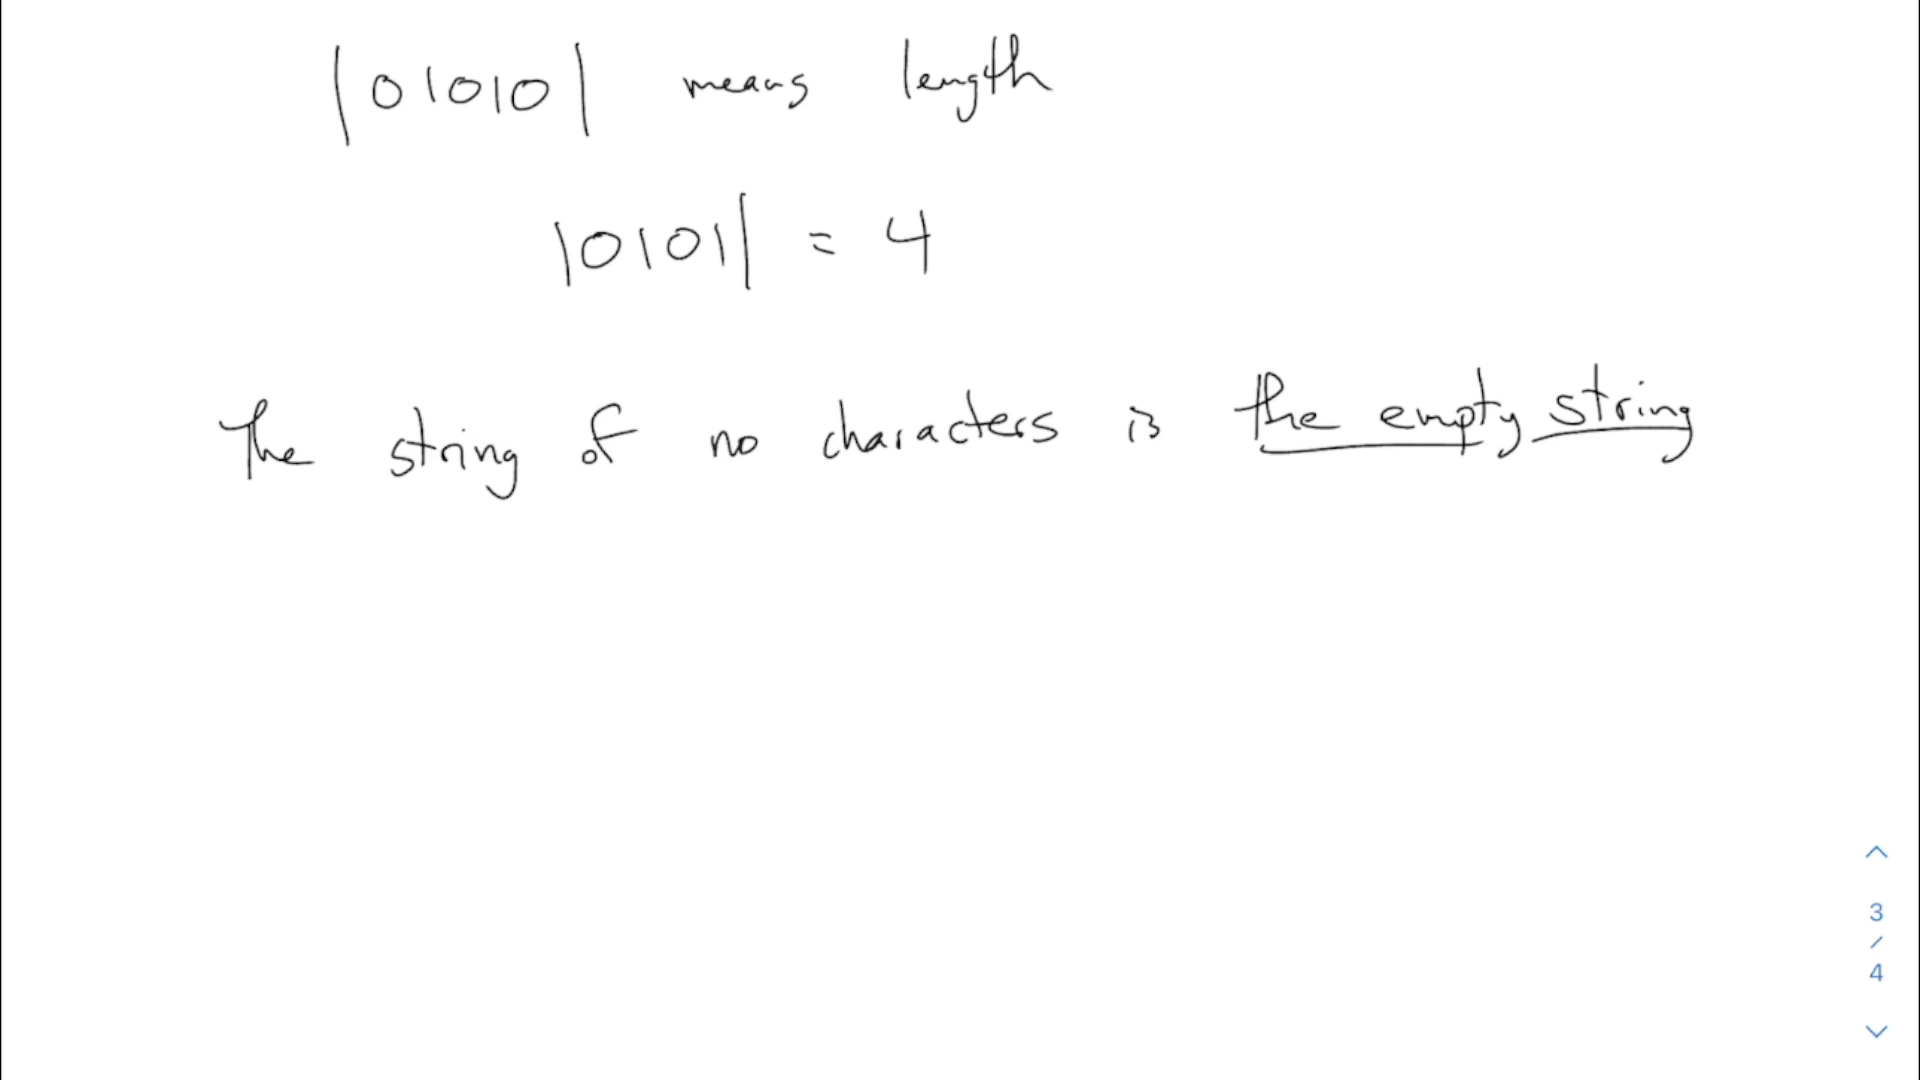 |01010| means length
|0101| = 4
The string of no characters is the empty string
3
/
4